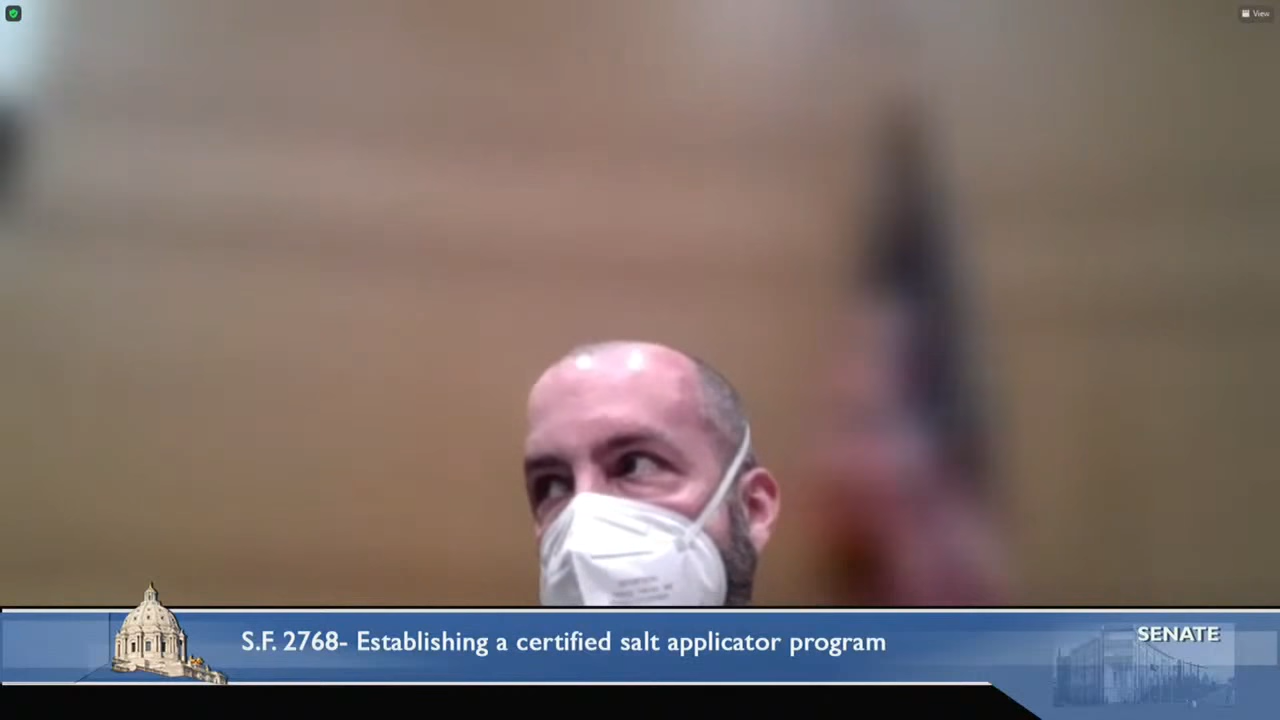 View
S.F. 2768- Establishing a certified salt applicator program
SENATE